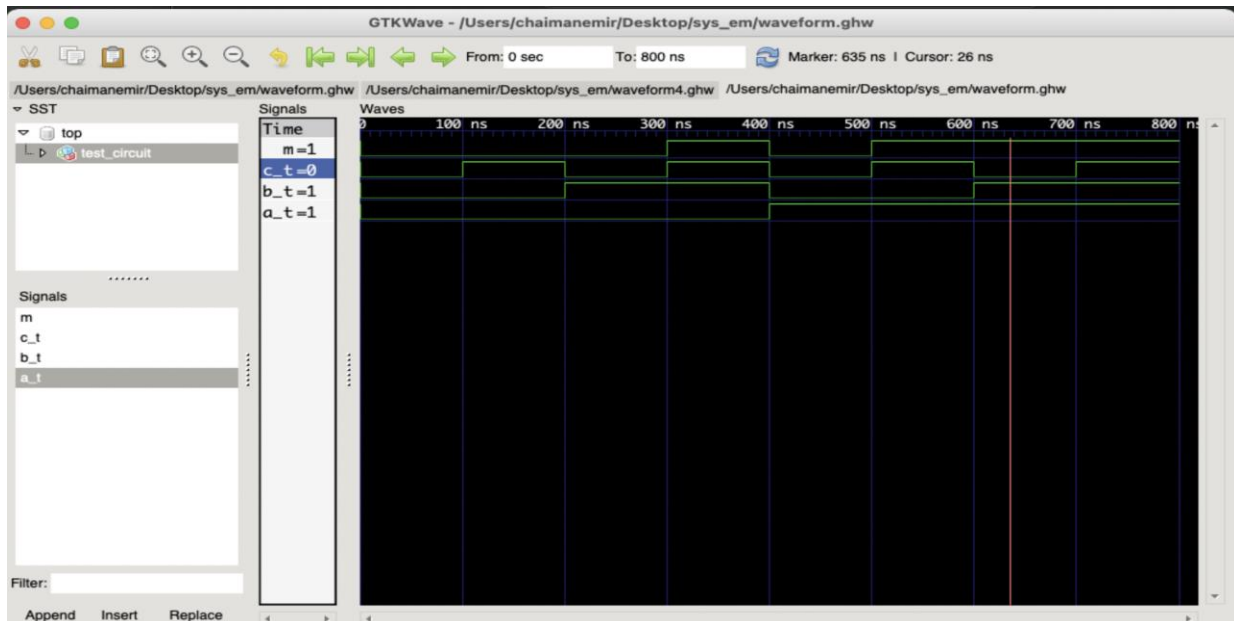 GTKWave - /Users/chaimanemir/Desktop/sys_em/waveform.ghw
From: 0 sec To: 800 ns Marker: 635 ns | Cursor: 26 ns
/Users/chaimanemir/Desktop/sys_em/waveform.ghw /Users/chaimanemir/Desktop/sys_em/waveform4.ghw /Users/chaimanemir/Desktop/sys_em/waveform.ghw
SST Signals Waves
top Time 0 100 ns 200 ns 300 ns 400 ns 500 ns 600 ns 700 ns 800 ns
test_circuit m=1
c_t=0
b_t=1
a_t=1
Signals
m
c_t
b_t
a_t
Filter:
Append Insert Replace